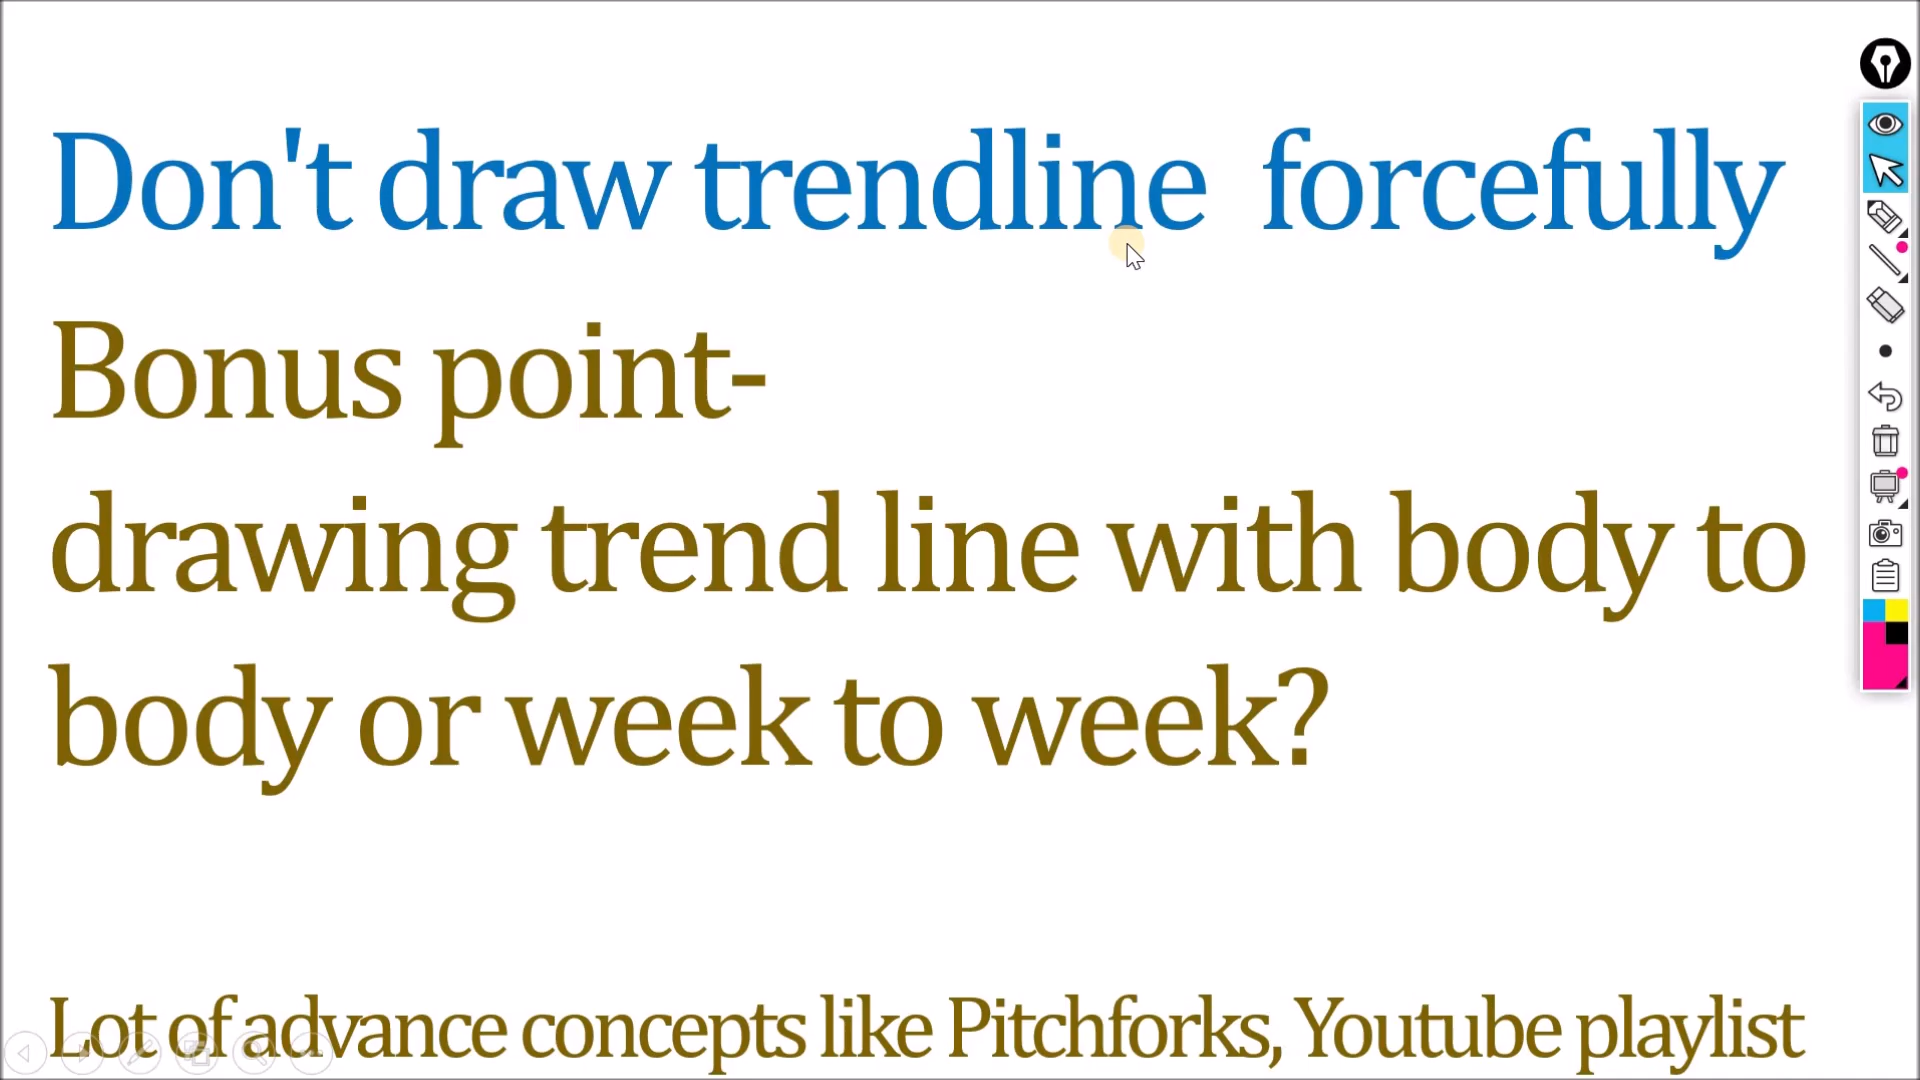 Don't draw trendline  forcefully
Bonus point-
drawing trend line with body to
body or week to week?
Lot of advance concepts like Pitchforks, Youtube playlist